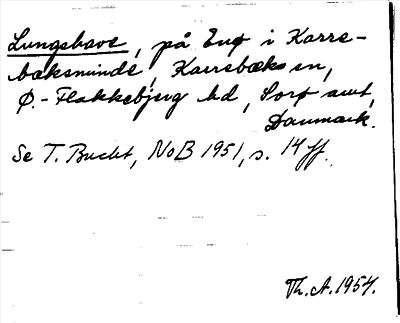 Lungshave, på Enø i Karre-
bæksminde, Karrebæk sn,
Ø.-Flakkebjerg hd, Sorø amt,
Danmark.
Se T. Bucht, NoB 1951, s. 14 ff.
Th. A. 1954.